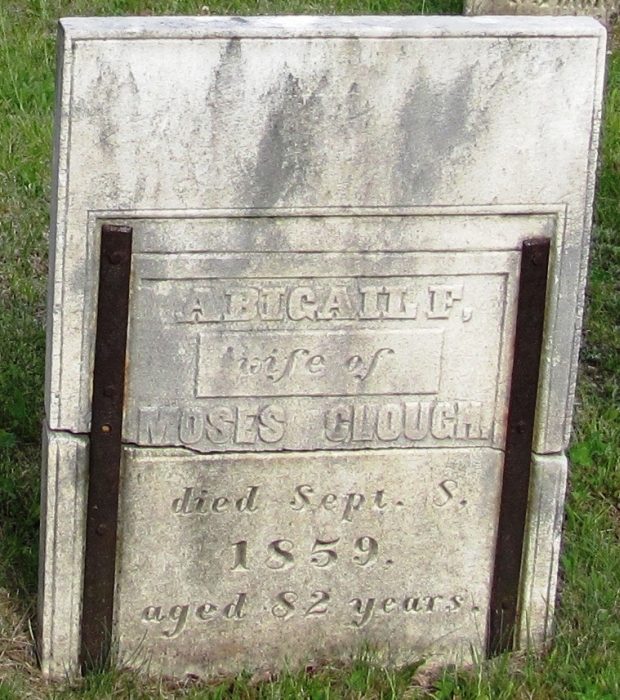 ABIGAIL F.
wife of
MOSES CLOUGH
died Sept. 8,
1859.
aged 82 years.